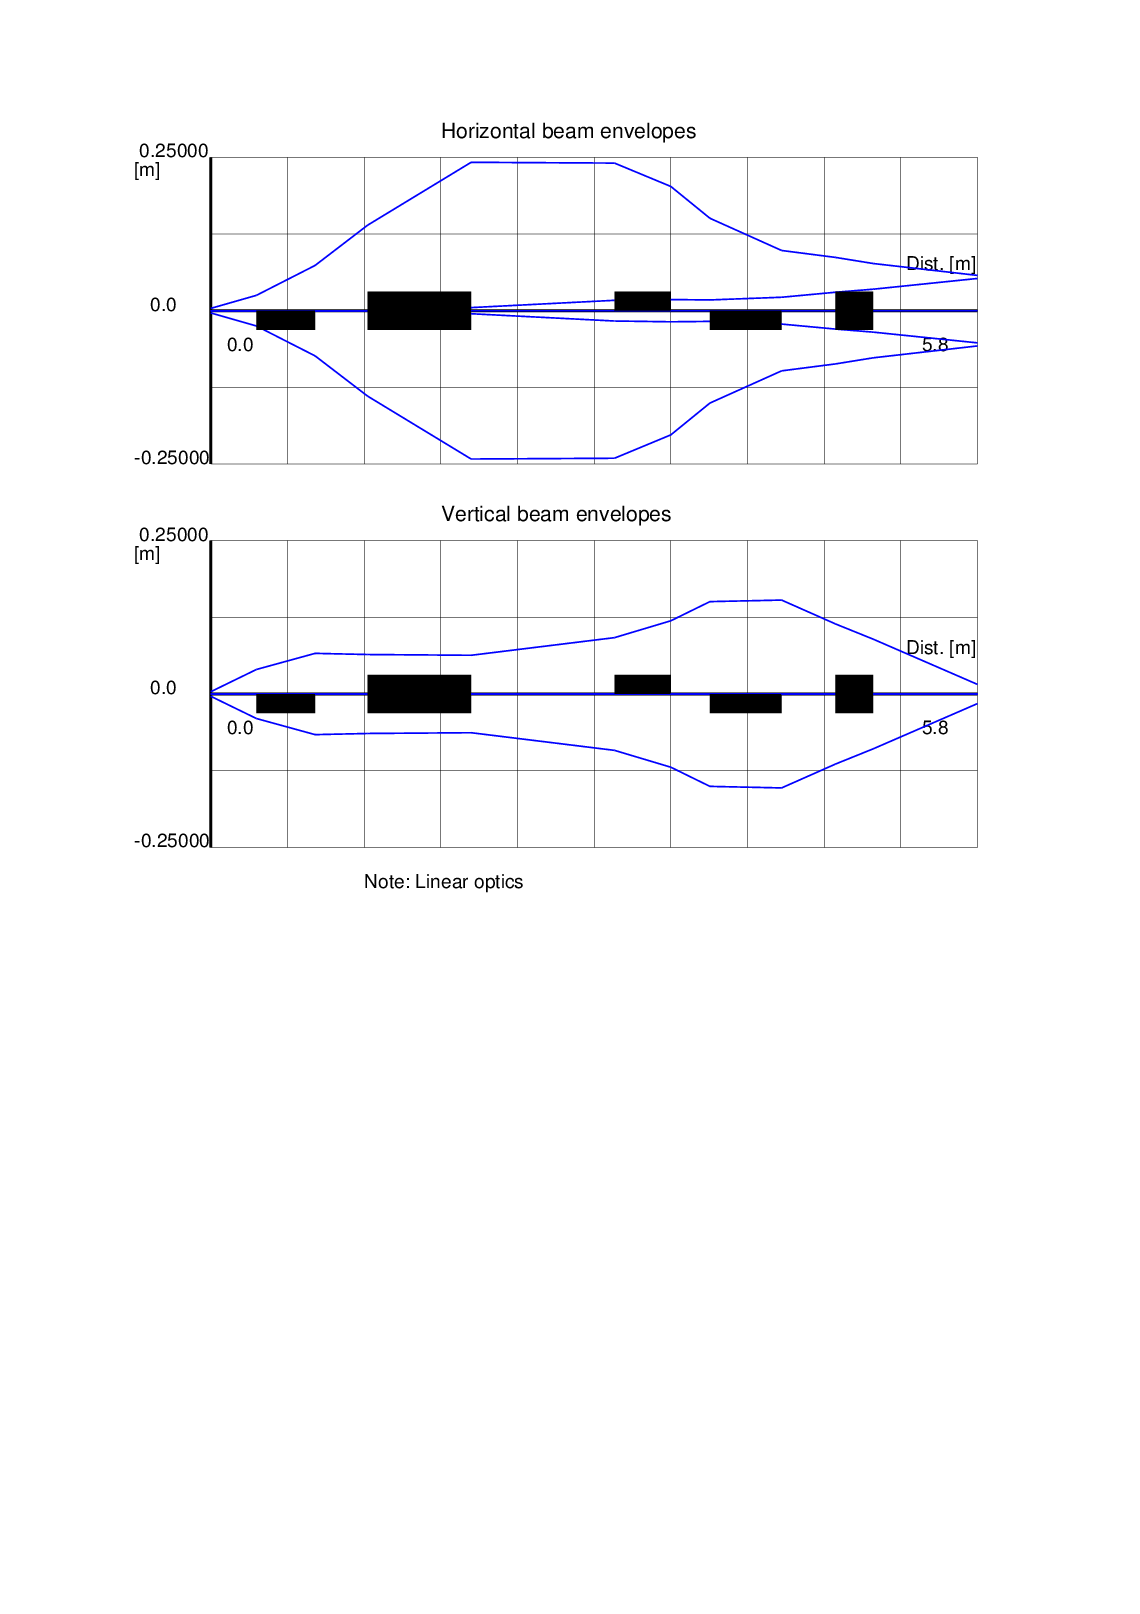 Horizontal beam envelopes
0.25000
[m]
Dist. [m]
0.0
0.0
5.8
-0.25000
Vertical beam envelopes
0.25000
[m]
Dist. [m]
0.0
0.0
5.8
-0.25000
Note: Linear optics